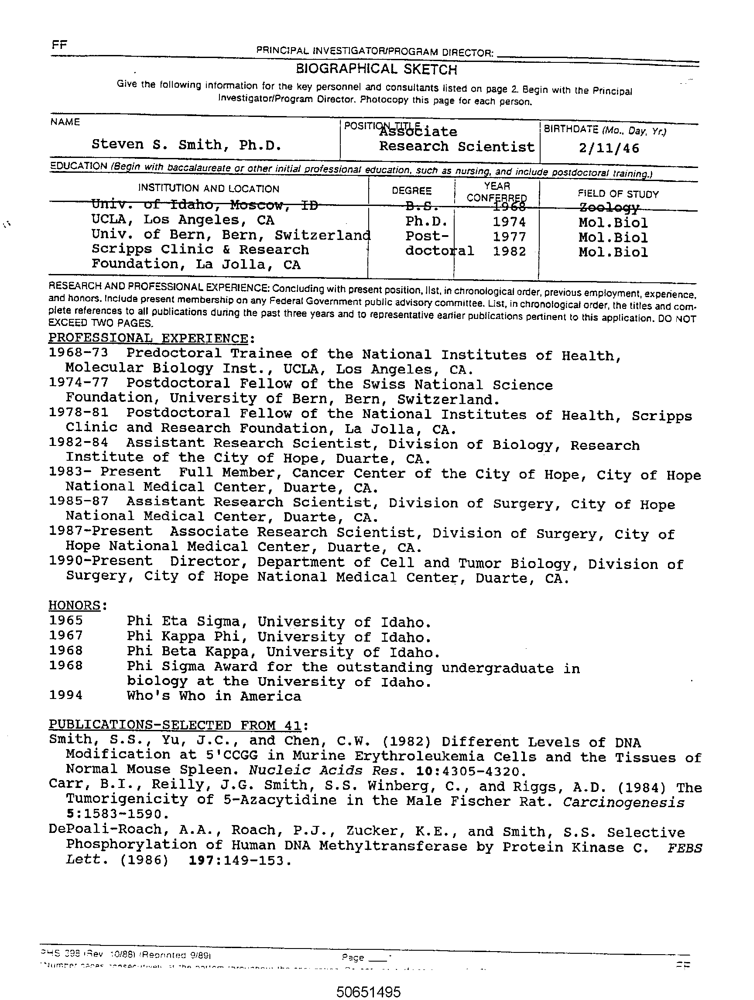 FF
PRINCIPAL INVESTIGATOR/PROGRAM DIRECTOR:
BIOGRAPHICAL SKETCH
Give the following information for the key personnel and consultants listed on page 2. Begin with the Principal
Investigator/Program Director. Photocopy this page for each person.
NAME POSITION TITLE BIRTHDATE (Mo., Day, Yr.)
Associate
Steven S. Smith, Ph.D. Research Scientist 2/11/46
EDUCATION (Begin with baccalaureate or other initial professional education, such as nursing, and include postdoctoral training.)
INSTITUTION AND LOCATION DEGREE YEAR CONFERRED FIELD OF STUDY
Univ. of Idaho, Moscow, ID B.S. 1968 Zoology
UCLA, Los Angeles, CA Ph.D. 1974 Mol.Biol
Univ. of Bern, Bern, Switzerland Post- 1977 Mol.Biol
Scripps Clinic & Research doctoral 1982 Mol.Biol
Foundation, La Jolla, CA
RESEARCH AND PROFESSIONAL EXPERIENCE: Concluding with present position, list, in chronological order, previous employment, experience,
and honors. Include present membership on any Federal Government public advisory committee. List, in chronological order, the titles and com-
plete references to all publications during the past three years and to representative earlier publications pertinent to this application. DO NOT
EXCEED TWO PAGES.
PROFESSIONAL EXPERIENCE:
1968-73 Predoctoral Trainee of the National Institutes of Health,
Molecular Biology Inst., UCLA, Los Angeles, CA.
1974-77 Postdoctoral Fellow of the Swiss National Science
Foundation, University of Bern, Bern, Switzerland.
1978-81 Postdoctoral Fellow of the National Institutes of Health, Scripps
Clinic and Research Foundation, La Jolla, CA.
1982-84 Assistant Research Scientist, Division of Biology, Research
Institute of the City of Hope, Duarte, CA.
1983- Present Full Member, Cancer Center of the City of Hope, City of Hope
National Medical Center, Duarte, CA.
1985-87 Assistant Research Scientist, Division of Surgery, City of Hope
National Medical Center, Duarte, CA.
1987-Present Associate Research Scientist, Division of Surgery, City of
Hope National Medical Center, Duarte, CA.
1990-Present Director, Department of Cell and Tumor Biology, Division of
Surgery, City of Hope National Medical Center, Duarte, CA.
HONORS:
1965 Phi Eta Sigma, University of Idaho.
1967 Phi Kappa Phi, University of Idaho.
1968 Phi Beta Kappa, University of Idaho.
1968 Phi Sigma Award for the outstanding undergraduate in
biology at the University of Idaho.
1994 Who's Who in America
PUBLICATIONS-SELECTED FROM 41:
Smith, S.S., Yu, J.C., and Chen, C.W. (1982) Different Levels of DNA
Modification at 5'CCGG in Murine Erythroleukemia Cells and the Tissues of
Normal Mouse Spleen. Nucleic Acids Res. 10:4305-4320.
Carr, B.I., Reilly, J.G. Smith, S.S. Winberg, C., and Riggs, A.D. (1984) The
Tumorigenicity of 5-Azacytidine in the Male Fischer Rat. Carcinogenesis
5:1583-1590.
DePoali-Roach, A.A., Roach, P.J., Zucker, K.E., and Smith, S.S. Selective
Phosphorylation of Human DNA Methyltransferase by Protein Kinase C. FEBS
Lett. (1986) 197:149-153.
PHS 398 (Rev. 10/88) (Reprinted 9/89) Page
FF
50651495